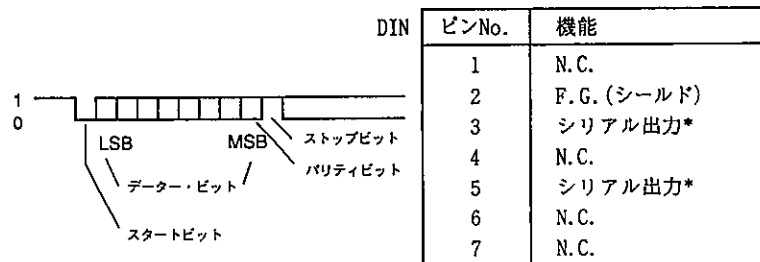 DIN
ピンNo. 機能
1 N.C.
2 F.G.(シールド)
3 シリアル出力*
4 N.C.
5 シリアル出力*
6 N.C.
7 N.C.
1
0
LSB MSB ストップビット
データー・ビット パリティビット
スタートビット